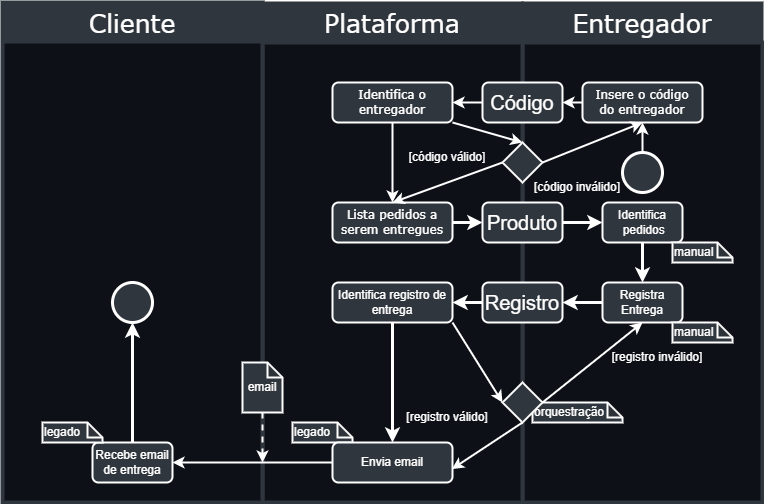 Cliente
Plataforma
Entregador
Identifica o
entregador
Código
Insere o código
do entregador
[código válido]
[código inválido]
Lista pedidos a
serem entregues
Produto
Identifica
pedidos
manual
Identifica registro de
entrega
Registro
Registra
Entrega
manual
[registro inválido]
email
[registro válido]
orquestração
legado
legado
Recebe email
de entrega
Envia email